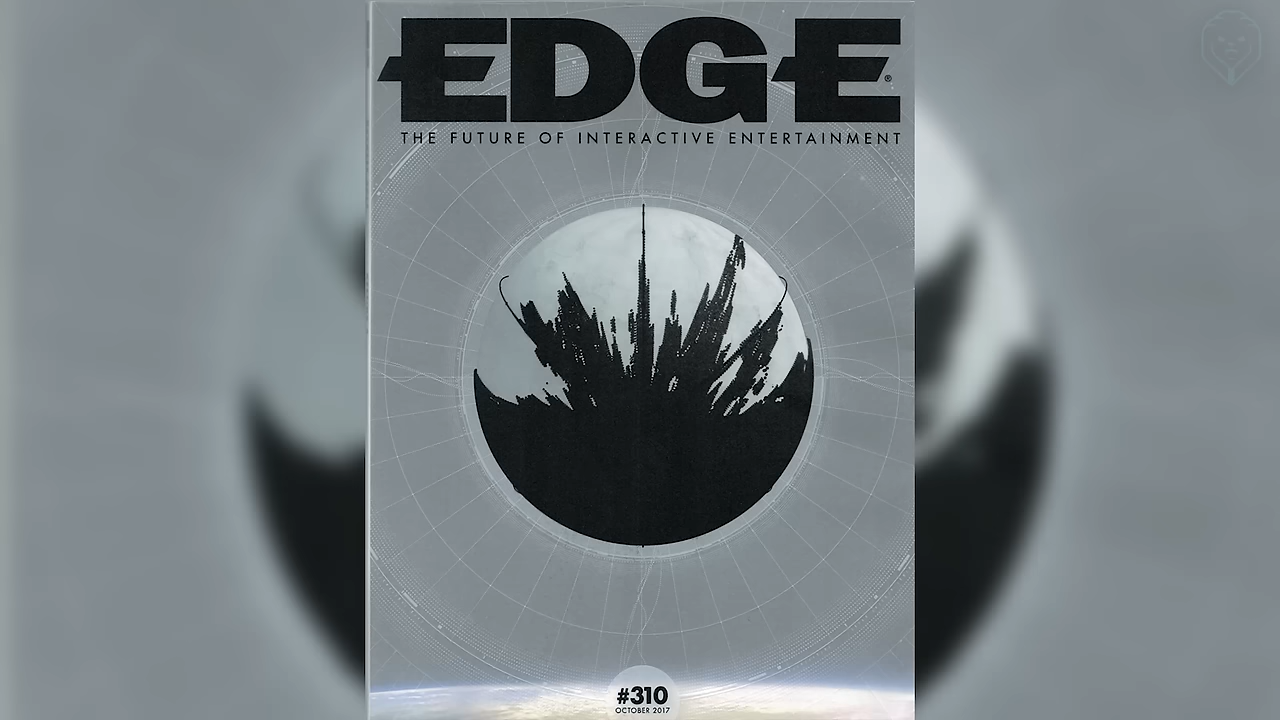 EDGE®
THE FUTURE OF INTERACTIVE ENTERTAINMENT
#310
OCTOBER 2017